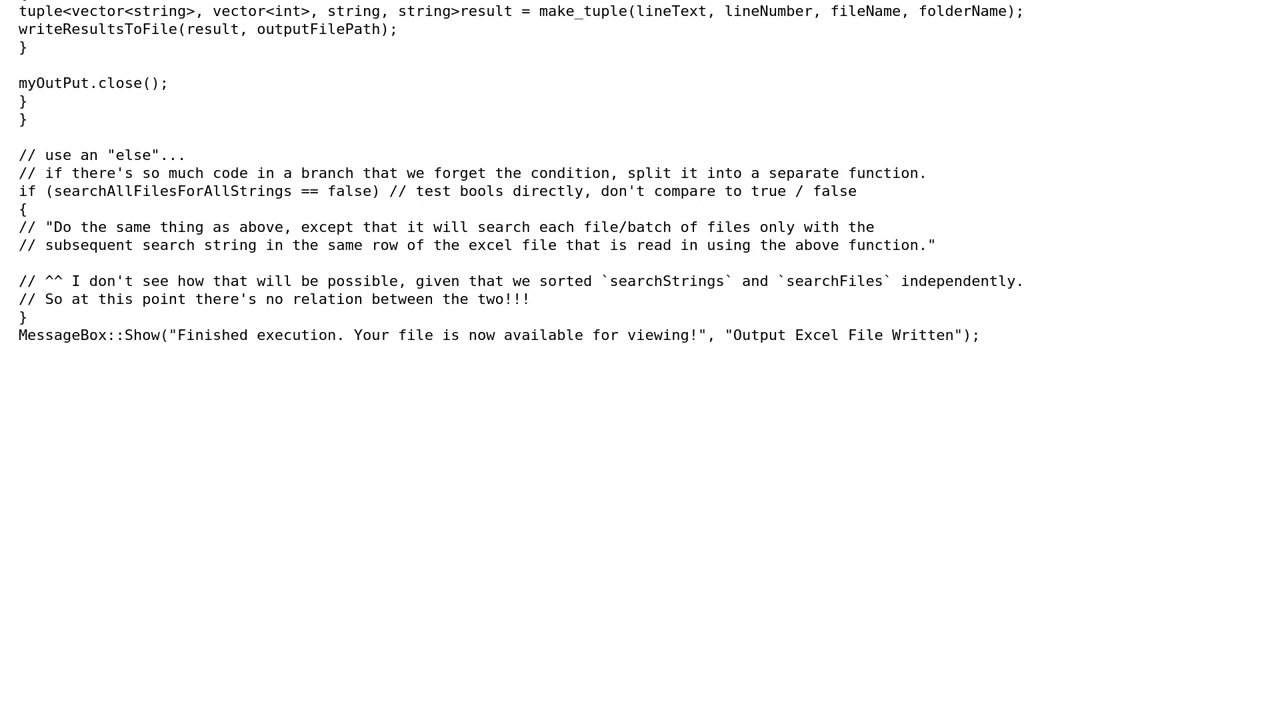 tuple<vector<string>, vector<int>, string, string>result = make_tuple(lineText, lineNumber, fileName, folderName);
writeResultsToFile(result, outputFilePath);
}
myOutPut.close();
}
}
// use an "else"...
// if there's so much code in a branch that we forget the condition, split it into a separate function.
if (searchAllFilesForAllStrings == false) // test bools directly, don't compare to true / false
{
// "Do the same thing as above, except that it will search each file/batch of files only with the
// subsequent search string in the same row of the excel file that is read in using the above function."
// ^^ I don't see how that will be possible, given that we sorted `searchStrings` and `searchFiles` independently.
// So at this point there's no relation between the two!!!
}
MessageBox::Show("Finished execution. Your file is now available for viewing!", "Output Excel File Written");